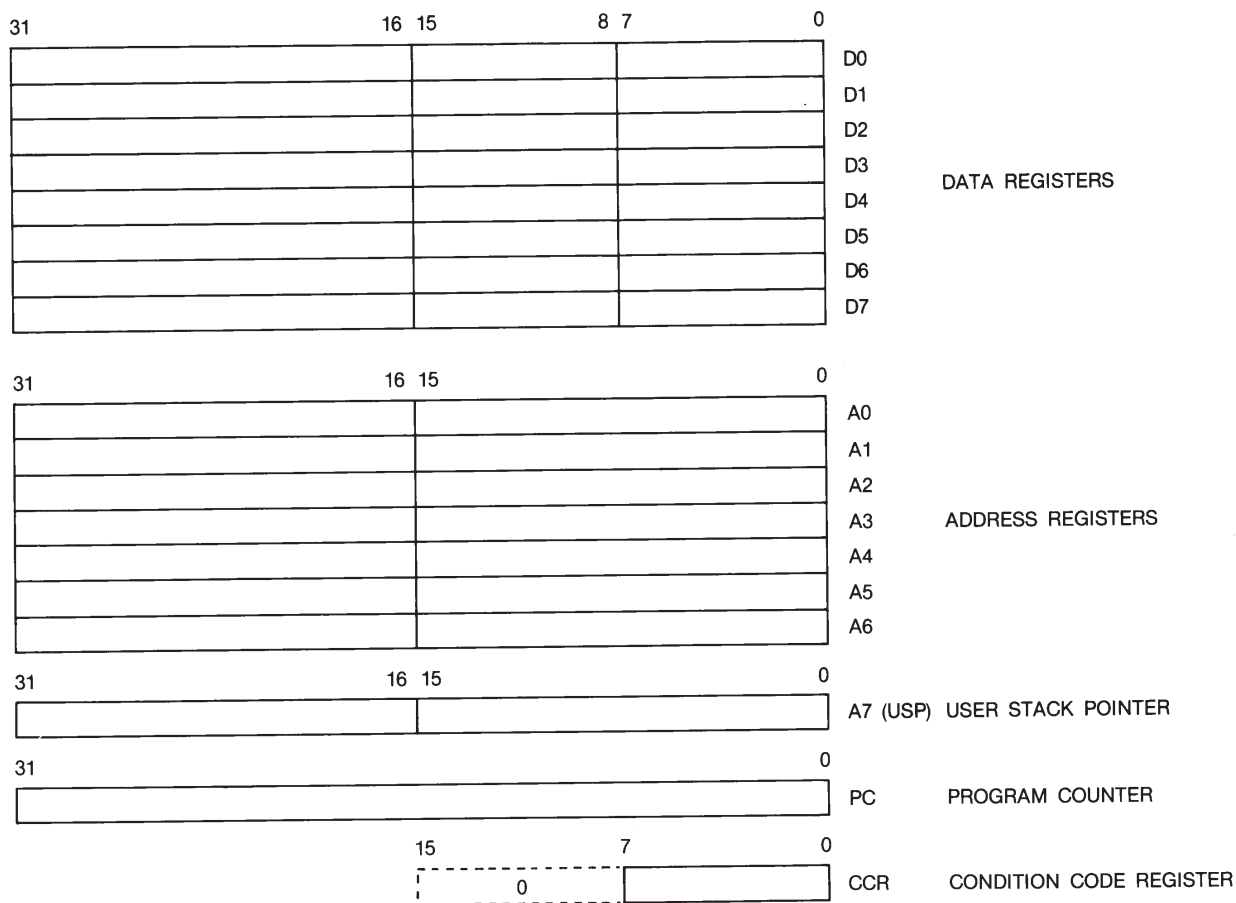 31 16 15 8 7 0
D0
D1
D2
D3
DATA REGISTERS
D4
D5
D6
D7
31 16 15 0
A0
A1
A2
A3 ADDRESS REGISTERS
A4
A5
A6
31 16 15 0
A7 (USP) USER STACK POINTER
31 0
PC PROGRAM COUNTER
15 7 0
0 CCR CONDITION CODE REGISTER